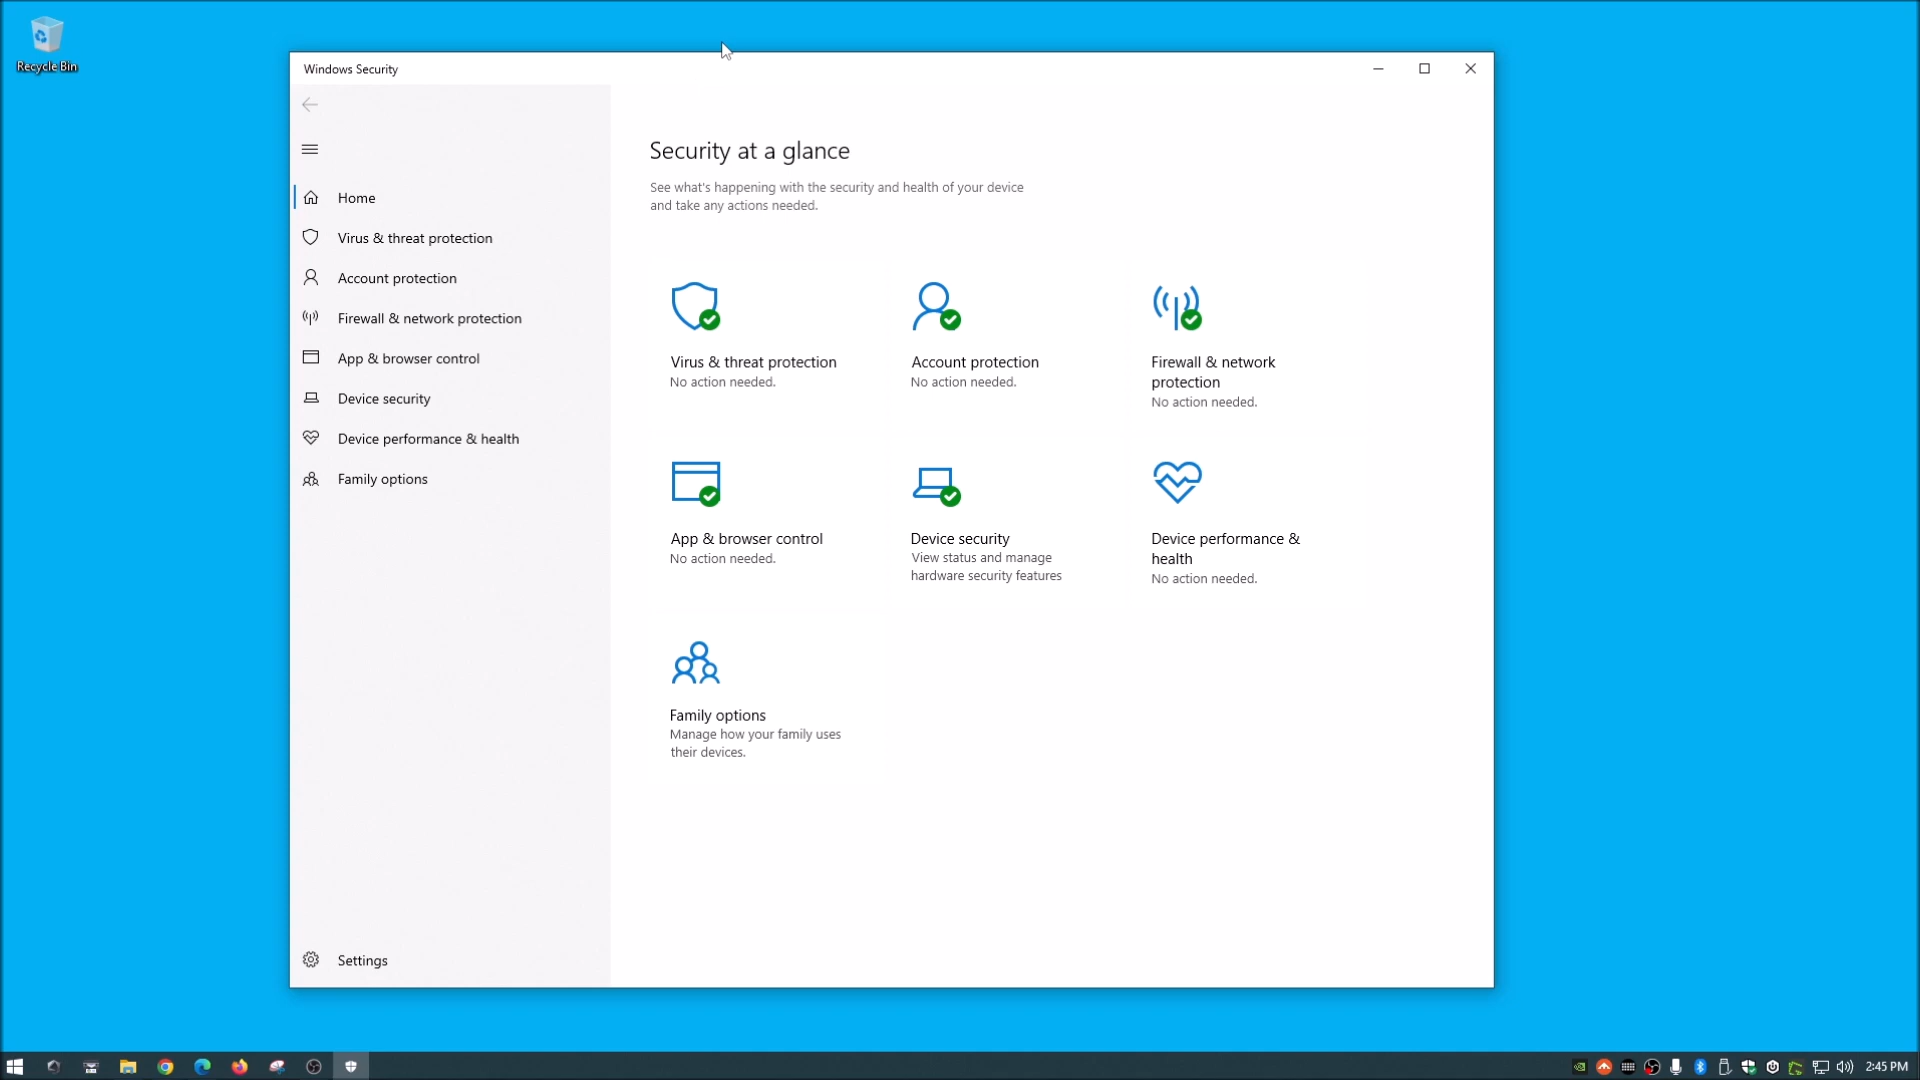 Recycle Bin
Windows Security
Home
Virus & threat protection
Account protection
Firewall & network protection
App & browser control
Device security
Device performance & health
Family options
Settings
Security at a glance
See what's happening with the security and health of your device
and take any actions needed.
Virus & threat protection
No action needed.
Account protection
No action needed.
Firewall & network
protection
No action needed.
App & browser control
No action needed.
Device security
View status and manage
hardware security features
Device performance &
health
No action needed.
Family options
Manage how your family uses
their devices.
2:45 PM